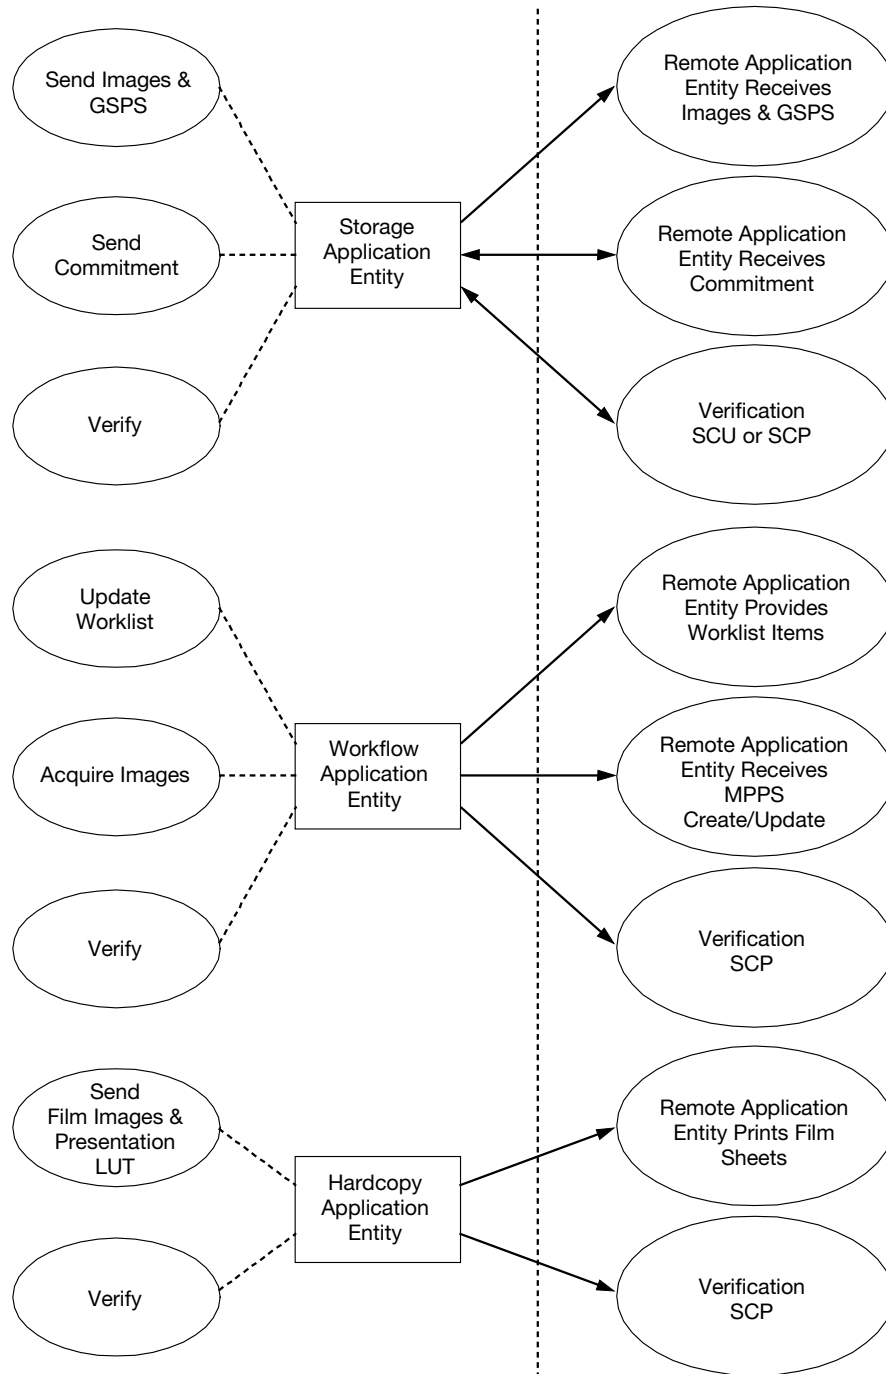 Send Images &
GSPS
Remote Application
Entity Receives
Images & GSPS
Send
Commitment
Storage
Application
Entity
Remote Application
Entity Receives
Commitment
Verify
Verification
SCU or SCP
Update
Worklist
Remote Application
Entity Provides
Worklist Items
Acquire Images
Workflow
Application
Entity
Remote Application
Entity Receives
MPPS
Create/Update
Verify
Verification
SCP
Send
Film Images &
Presentation
LUT
Remote Application
Entity Prints Film
Sheets
Hardcopy
Application
Entity
Verify
Verification
SCP